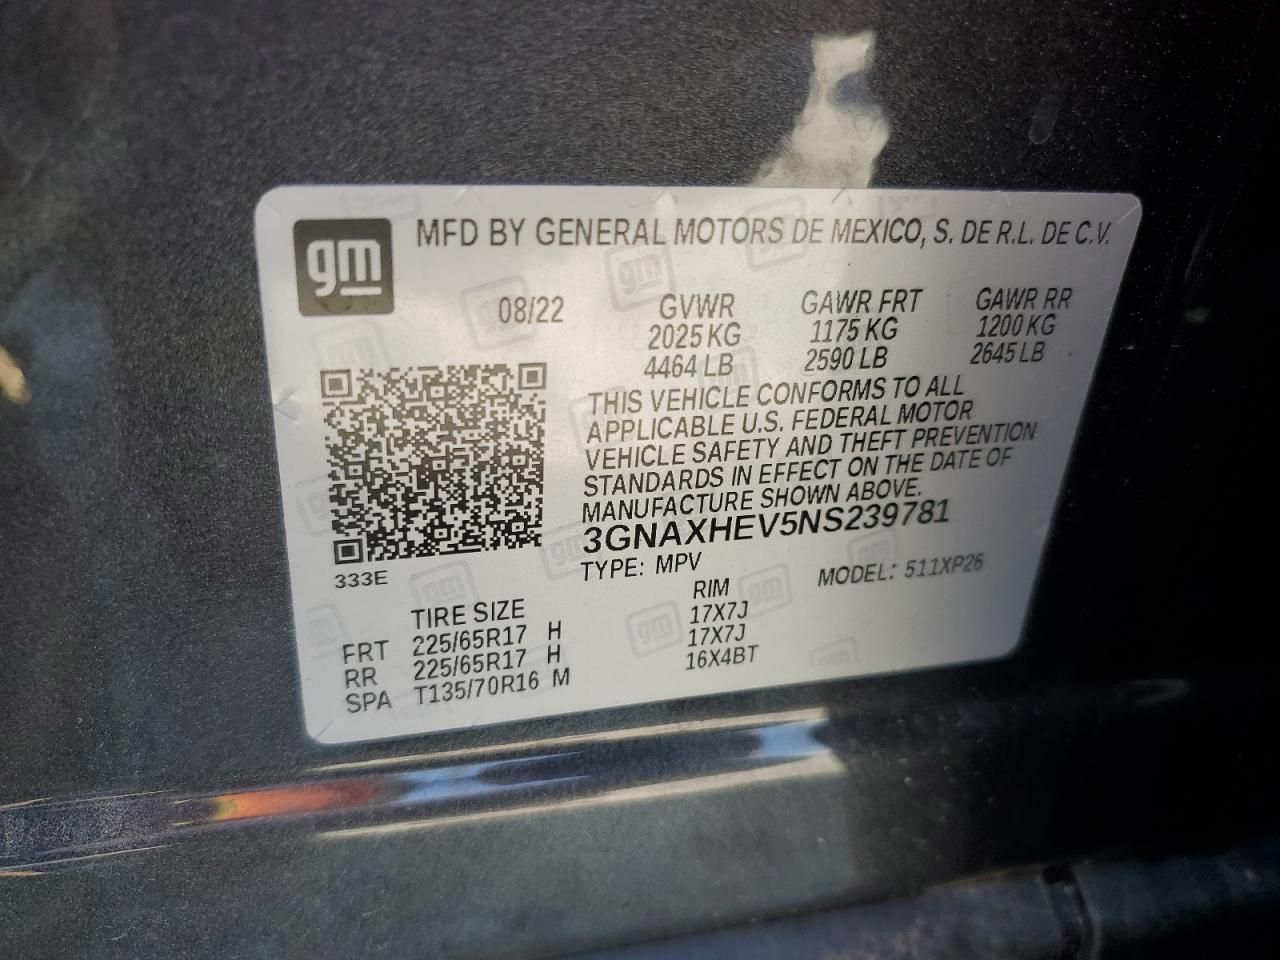 gm
MFD BY GENERAL MOTORS DE MEXICO, S. DE R.L. DE C.V.
08/22
GVWR GAWR FRT GAWR RR
2025 KG 1175 KG 1200 KG
4464 LB 2590 LB 2645 LB
THIS VEHICLE CONFORMS TO ALL
APPLICABLE U.S. FEDERAL MOTOR
VEHICLE SAFETY AND THEFT PREVENTION
STANDARDS IN EFFECT ON THE DATE OF
MANUFACTURE SHOWN ABOVE.
3GNAXHEV5NS239781
TYPE: MPV MODEL: 511XP26
333E
TIRE SIZE RIM
FRT 225/65R17 H 17X7J
RR 225/65R17 H 17X7J
SPA T135/70R16 M 16X4BT